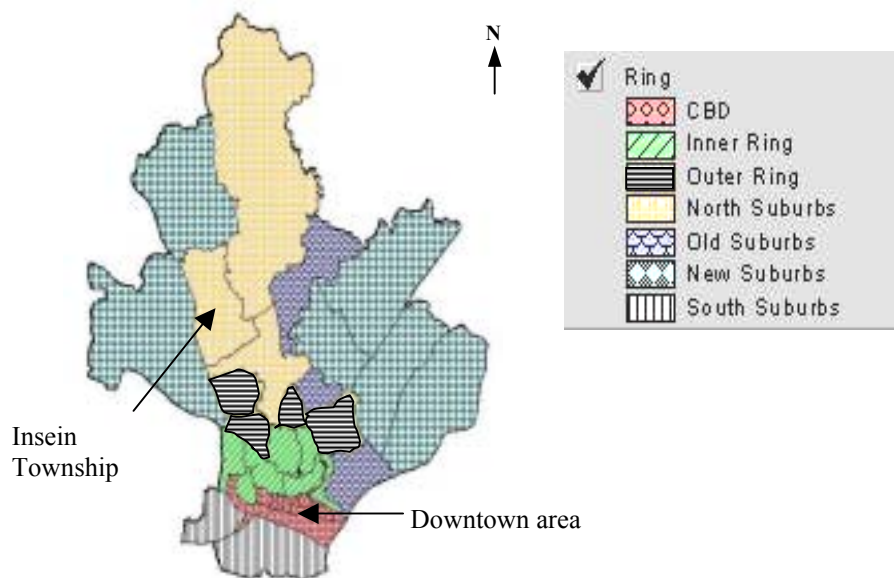 N
Ring
CBD
Inner Ring
Outer Ring
North Suburbs
Old Suburbs
New Suburbs
South Suburbs
Insein
Township
Downtown area